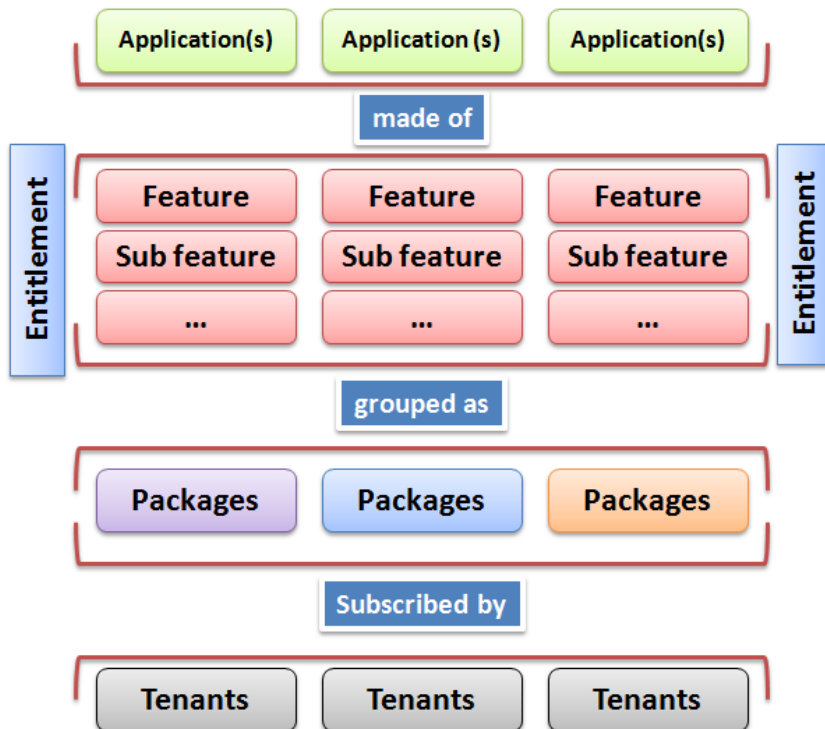 Application(s) Application (s) Application(s)
made of
Entitlement
Feature Feature Feature
Sub feature Sub feature Sub feature
... ... ...
Entitlement
grouped as
Packages Packages Packages
Subscribed by
Tenants Tenants Tenants